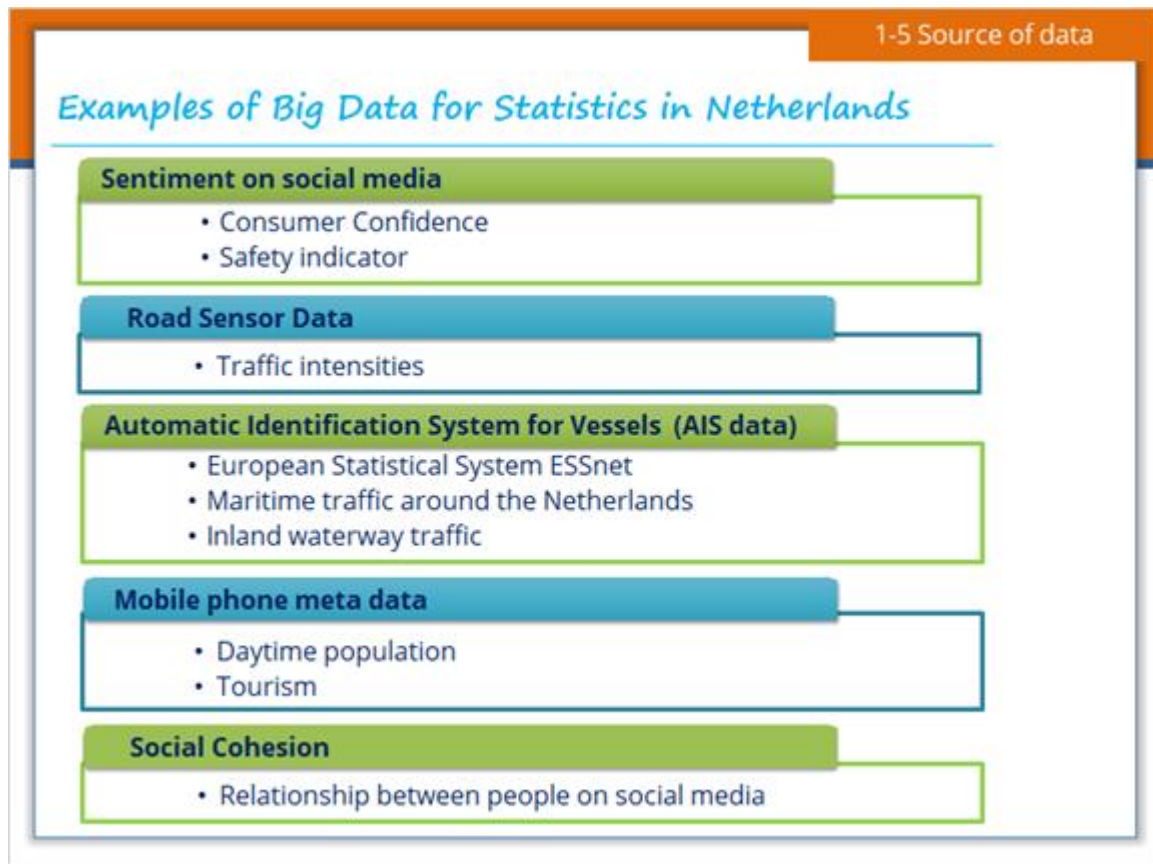 1-5 Source of data
Examples of Big Data for Statistics in Netherlands
Sentiment on social media
• Consumer Confidence
• Safety indicator
Road Sensor Data
• Traffic intensities
Automatic Identification System for Vessels (AIS data)
• European Statistical System ESSnet
• Maritime traffic around the Netherlands
• Inland waterway traffic
Mobile phone meta data
• Daytime population
• Tourism
Social Cohesion
• Relationship between people on social media